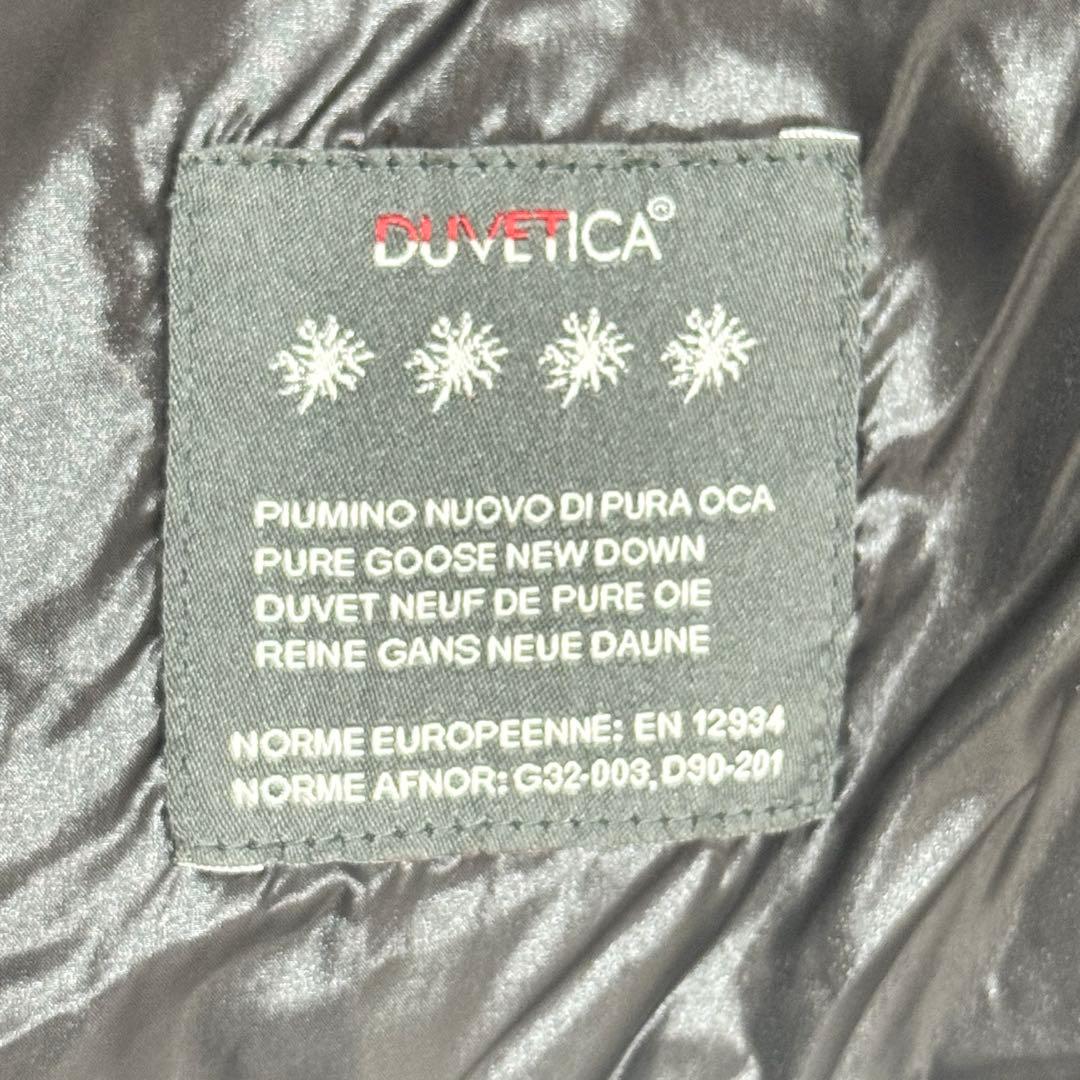 DUVETICA®
PIUMINO NUOVO DI PURA OCA
PURE GOOSE NEW DOWN
DUVET NEUF DE PURE OIE
REINE GANS NEUE DAUNE
NORME EUROPEENNE: EN 12934
NORME AFNOR: G32-003, D90-201